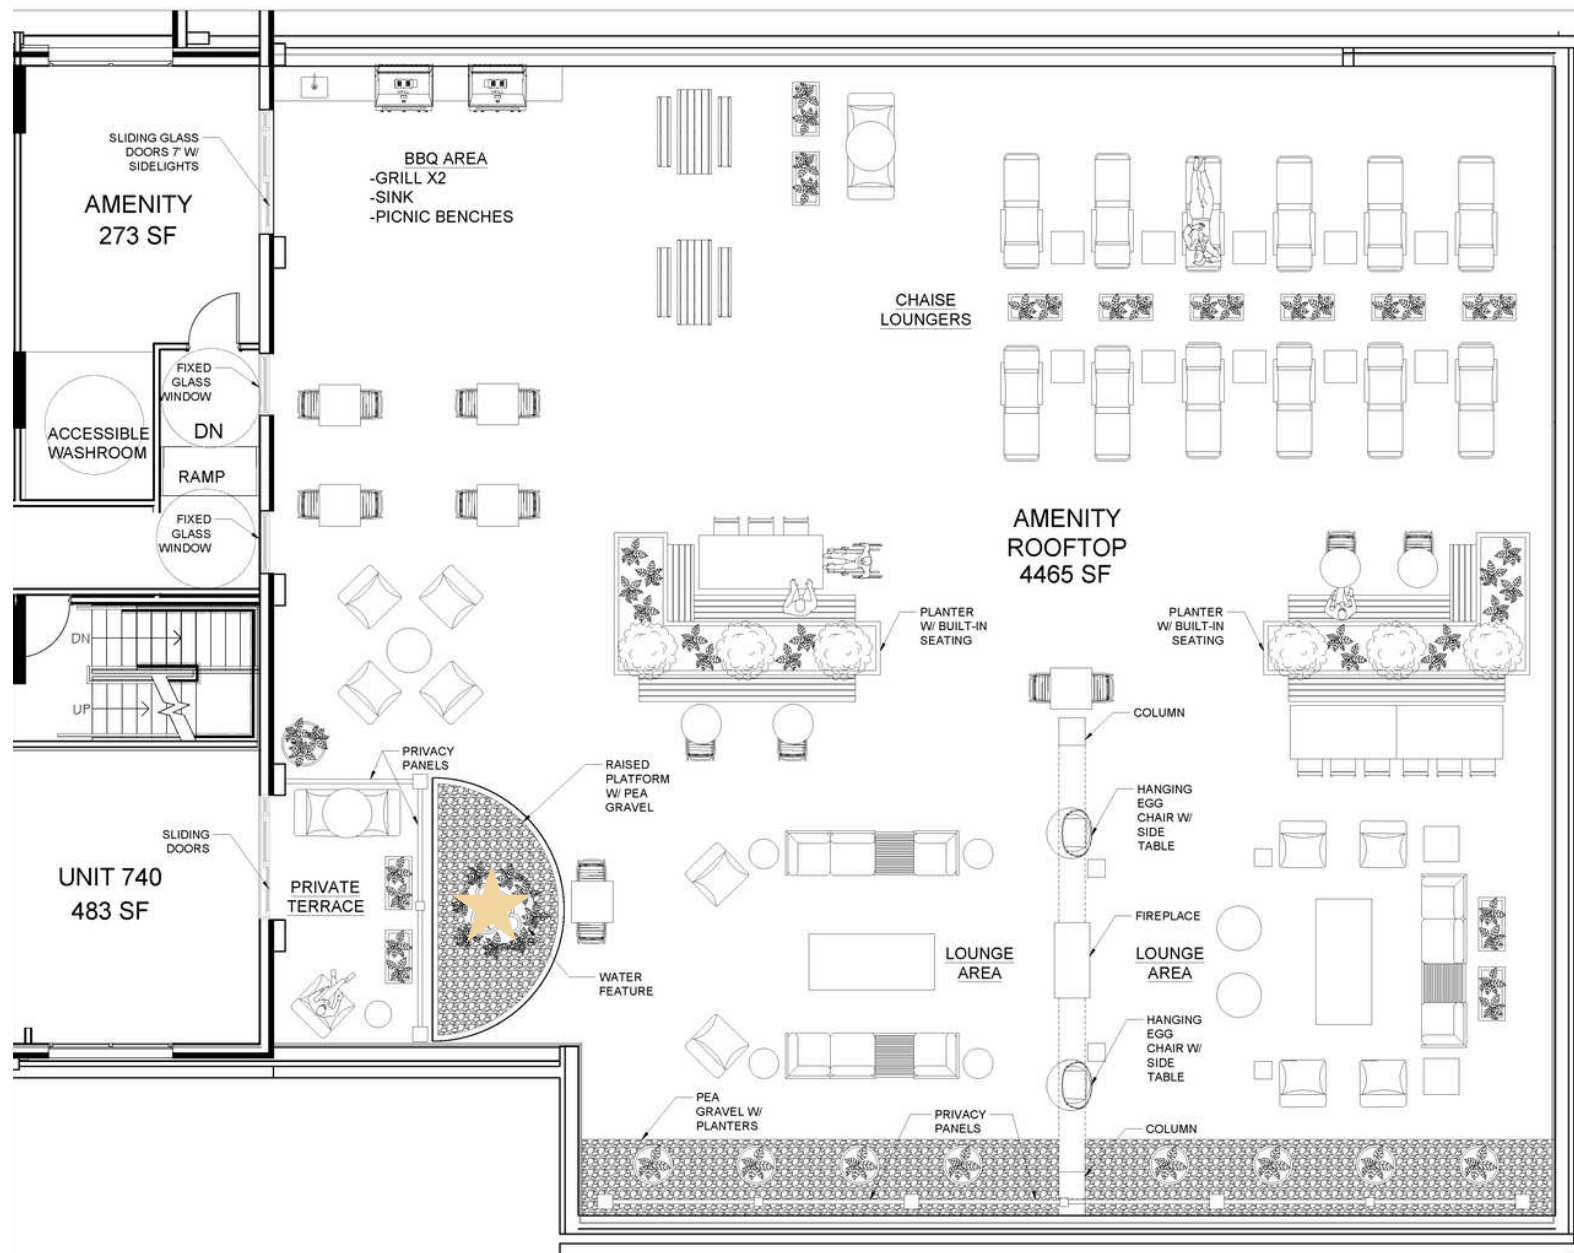 SLIDING GLASS
DOORS 7' W/
SIDELIGHTS
AMENITY
273 SF
BBQ AREA
-GRILL X2
-SINK
-PICNIC BENCHES
CHAISE
LOUNGERS
FIXED
GLASS
WINDOW
DN
ACCESSIBLE
WASHROOM
RAMP
FIXED
GLASS
WINDOW
AMENITY
ROOFTOP
4465 SF
DN
UP
PLANTER
W/ BUILT-IN
SEATING
PLANTER
W/ BUILT-IN
SEATING
COLUMN
PRIVACY
PANELS
RAISED
PLATFORM
W/ PEA
GRAVEL
HANGING
EGG
CHAIR W/
SIDE
TABLE
SLIDING
DOORS
UNIT 740
483 SF
PRIVATE
TERRACE
FIREPLACE
WATER
FEATURE
LOUNGE
AREA
LOUNGE
AREA
HANGING
EGG
CHAIR W/
SIDE
TABLE
PEA
GRAVEL W/
PLANTERS
PRIVACY
PANELS
COLUMN